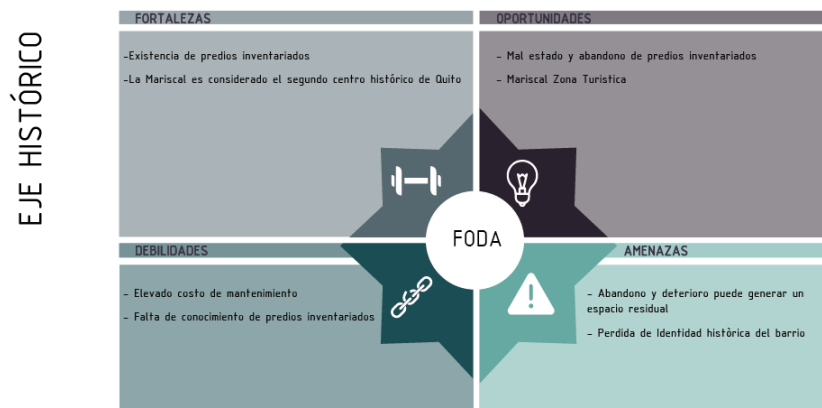 EJE HISTÓRICO
FORTALEZAS
-Existencia de predios inventariados
-La Mariscal es considerado el segundo centro histórico de Quito
OPORTUNIDADES
- Mal estado y abandono de predios inventariados
- Mariscal Zona Turistica
FODA
DEBILIDADES
- Elevado costo de mantenimiento
- Falta de conocimiento de predios inventariados
AMENAZAS
- Abandono y deterioro puede generar un
espacio residual
- Perdida de Identidad histórica del barrio